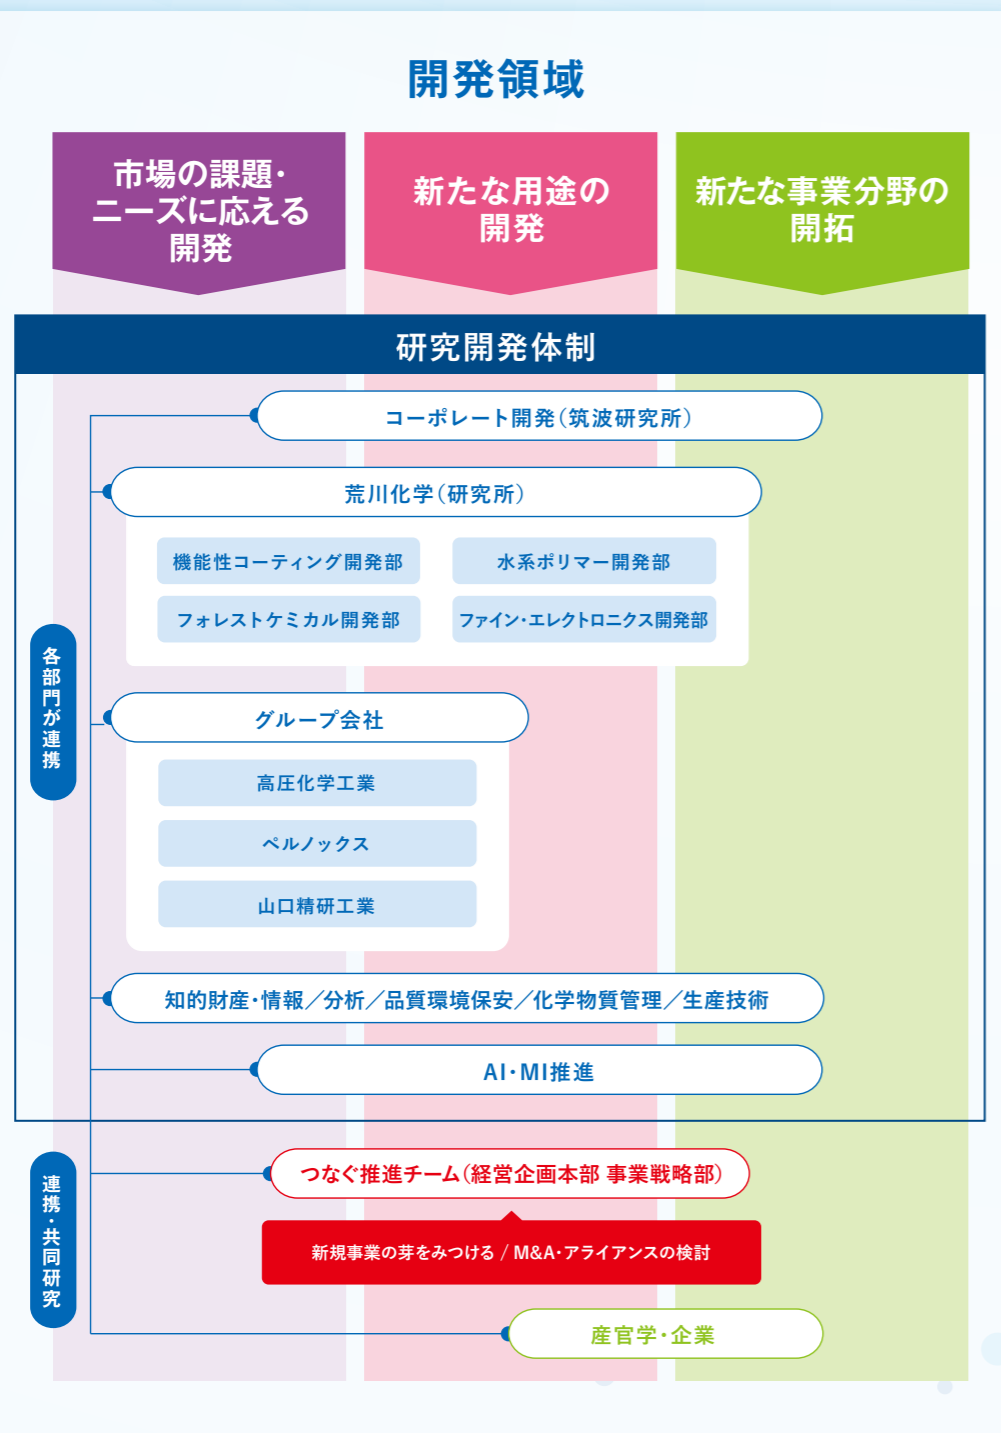 開発領域
市場の課題・
ニーズに応える
開発
新たな用途の
開発
新たな事業分野の
開拓
研究開発体制
コーポレート開発（筑波研究所）
荒川化学（研究所）
機能性コーティング開発部
水系ポリマー開発部
フォレストケミカル開発部
ファイン・エレクトロニクス開発部
各部門が連携
グループ会社
高圧化学工業
ペルノックス
山口精研工業
知的財産・情報／分析／品質環境保安／化学物質管理／生産技術
AI・MI推進
連携・共同研究
つなぐ推進チーム（経営企画本部 事業戦略部）
新規事業の芽をみつける / M&A・アライアンスの検討
産官学・企業